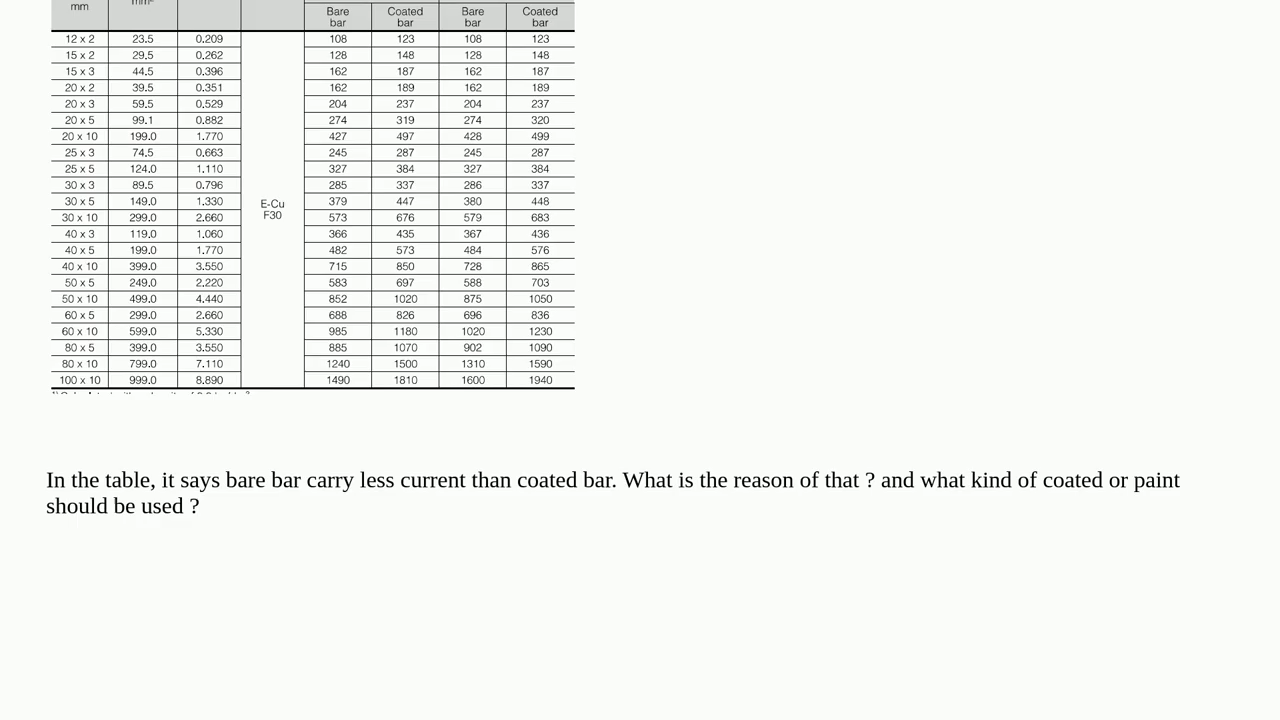 mm mm²
Bare bar Coated bar Bare bar Coated bar
12 x 2 23.5 0.209 108 123 108 123
15 x 2 29.5 0.262 128 148 128 148
15 x 3 44.5 0.396 162 187 162 187
20 x 2 39.5 0.351 162 189 162 189
20 x 3 59.5 0.529 204 237 204 237
20 x 5 99.1 0.882 274 319 274 320
20 x 10 199.0 1.770 427 497 428 499
25 x 3 74.5 0.663 245 287 245 287
25 x 5 124.0 1.110 327 384 327 384
30 x 3 89.5 0.796 285 337 286 337
30 x 5 149.0 1.330 E-Cu 379 447 380 448
30 x 10 299.0 2.660 F30 573 676 579 683
40 x 3 119.0 1.060 366 435 367 436
40 x 5 199.0 1.770 482 573 484 576
40 x 10 399.0 3.550 715 850 728 865
50 x 5 249.0 2.220 583 697 588 703
50 x 10 499.0 4.440 852 1020 875 1050
60 x 5 299.0 2.660 688 826 696 836
60 x 10 599.0 5.330 985 1180 1020 1230
80 x 5 399.0 3.550 885 1070 902 1090
80 x 10 799.0 7.110 1240 1500 1310 1590
100 x 10 999.0 8.890 1490 1810 1600 1940
In the table, it says bare bar carry less current than coated bar. What is the reason of that ? and what kind of coated or paint
should be used ?